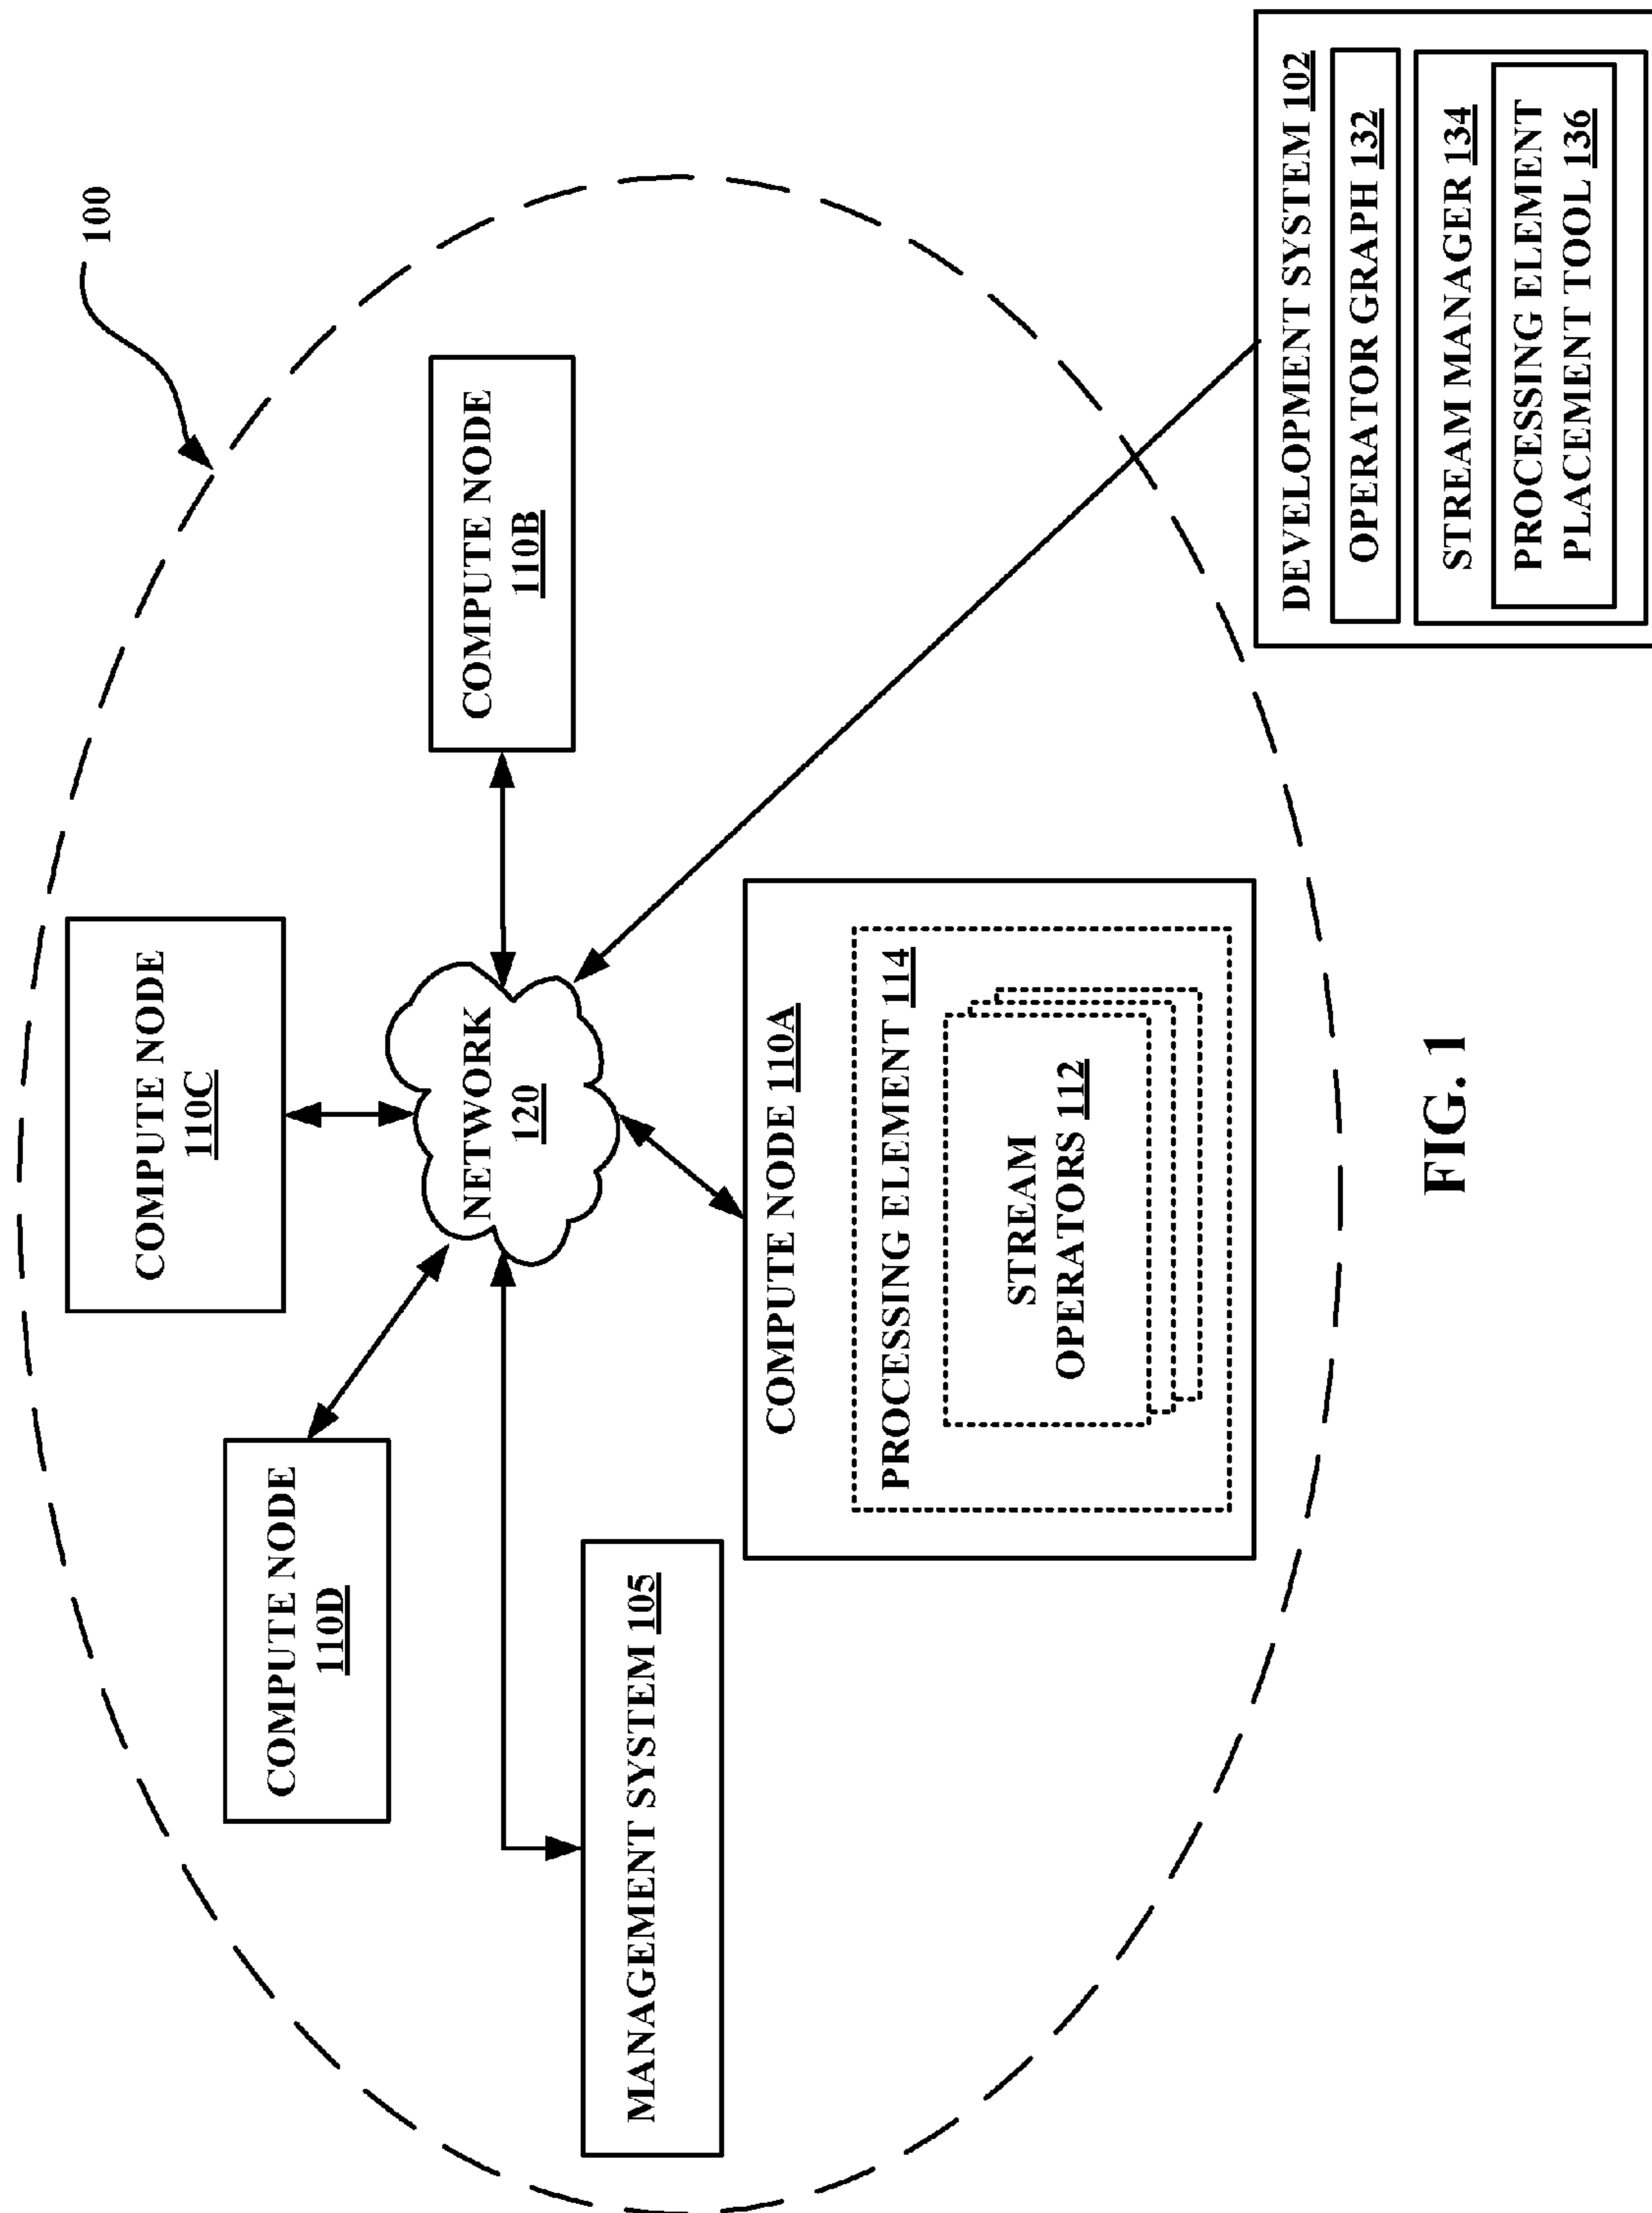 100
COMPUTE NODE
110D
COMPUTE NODE
110C
COMPUTE NODE
110B
NETWORK
120
MANAGEMENT SYSTEM 105
COMPUTE NODE 110A
PROCESSING ELEMENT 114
STREAM
OPERATORS 112
DEVELOPMENT SYSTEM 102
OPERATOR GRAPH 132
STREAM MANAGER 134
PROCESSING ELEMENT
PLACEMENT TOOL 136
FIG. 1